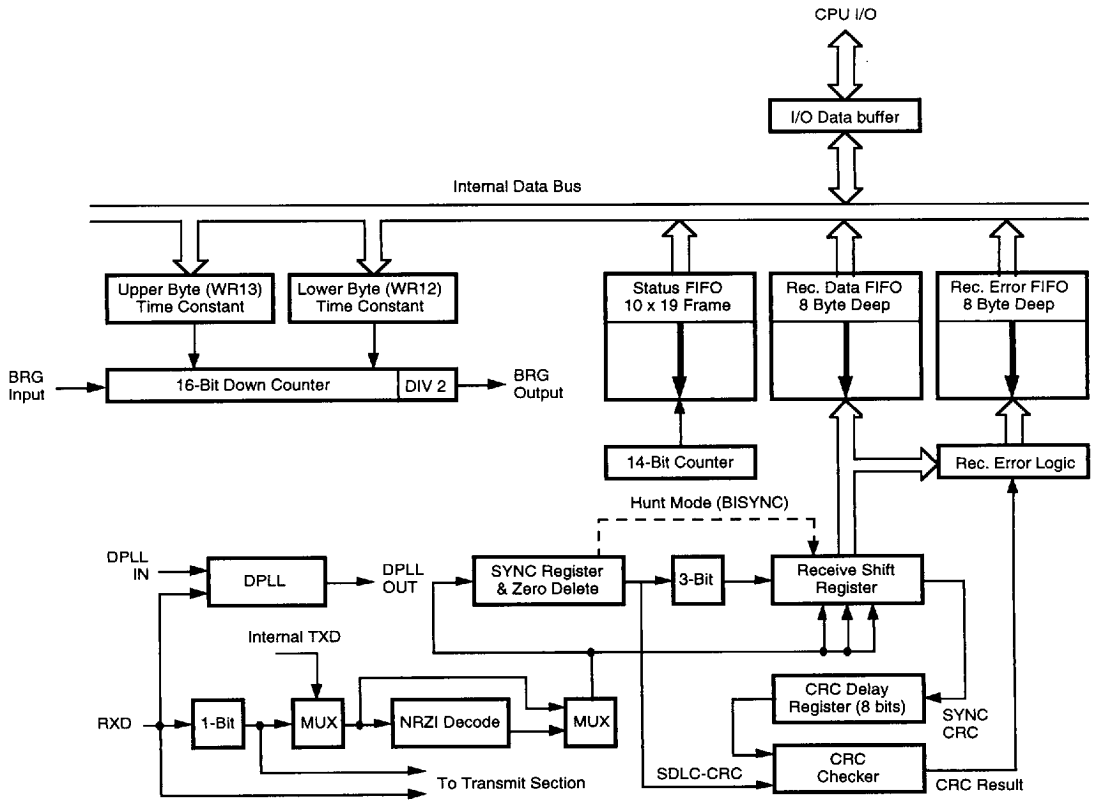 CPU I/O
I/O Data buffer
Internal Data Bus
Upper Byte (WR13)
Time Constant
Lower Byte (WR12)
Time Constant
Status FIFO
10 x 19 Frame
Rec. Data FIFO
8 Byte Deep
Rec. Error FIFO
8 Byte Deep
BRG
Input
16-Bit Down Counter
DIV 2
BRG
Output
14-Bit Counter
Rec. Error Logic
Hunt Mode (BISYNC)
DPLL
IN
DPLL
DPLL
OUT
SYNC Register
& Zero Delete
3-Bit
Receive Shift
Register
Internal TXD
RXD
1-Bit
MUX
NRZI Decode
MUX
CRC Delay
Register (8 bits)
SYNC
CRC
To Transmit Section
SDLC-CRC
CRC
Checker
CRC Result